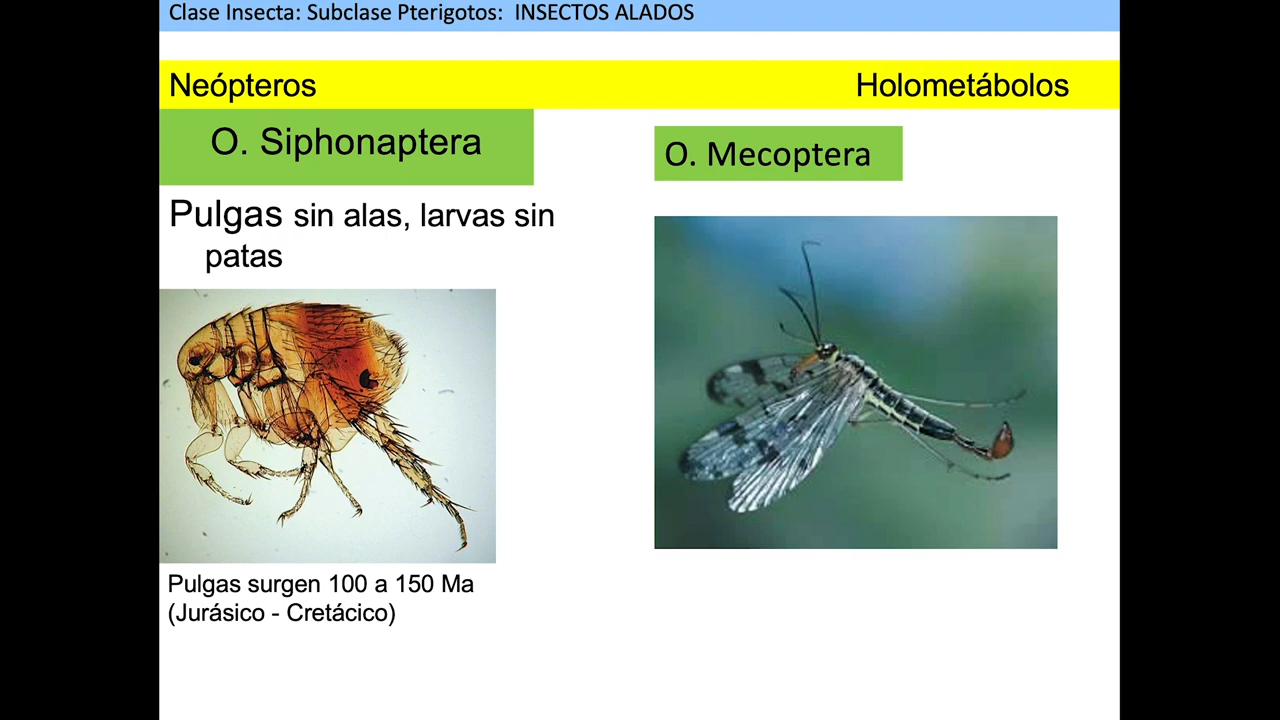 Clase Insecta: Subclase Pterigotos:  INSECTOS ALADOS
Neópteros
Holometábolos
O. Siphonaptera
O. Mecoptera
Pulgas sin alas, larvas sin
patas
Pulgas surgen 100 a 150 Ma
(Jurásico - Cretácico)